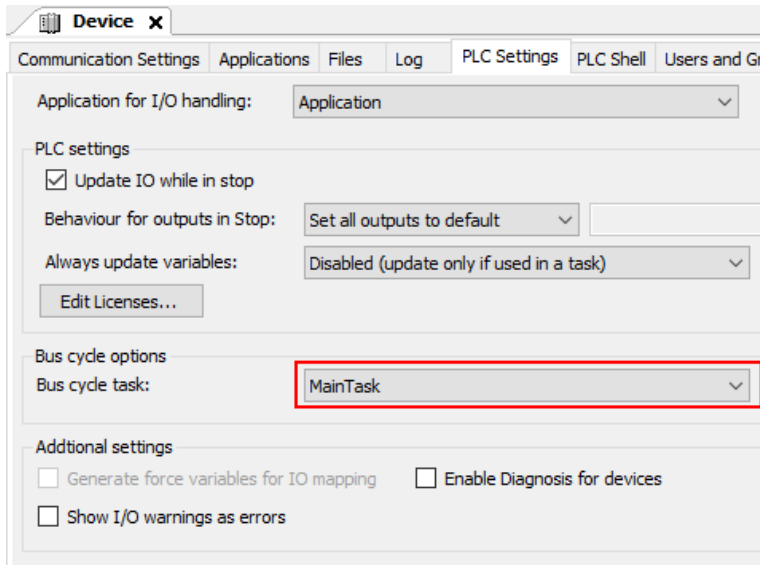 Device
Communication Settings Applications Files Log PLC Settings PLC Shell Users and
Application for I/O handling: Application
PLC settings
Update IO while in stop
Behaviour for outputs in Stop: Set all outputs to default
Always update variables: Disabled (update only if used in a task)
Edit Licenses...
Bus cycle options
Bus cycle task: MainTask
Addtional settings
Generate force variables for IO mapping Enable Diagnosis for devices
Show I/O warnings as errors